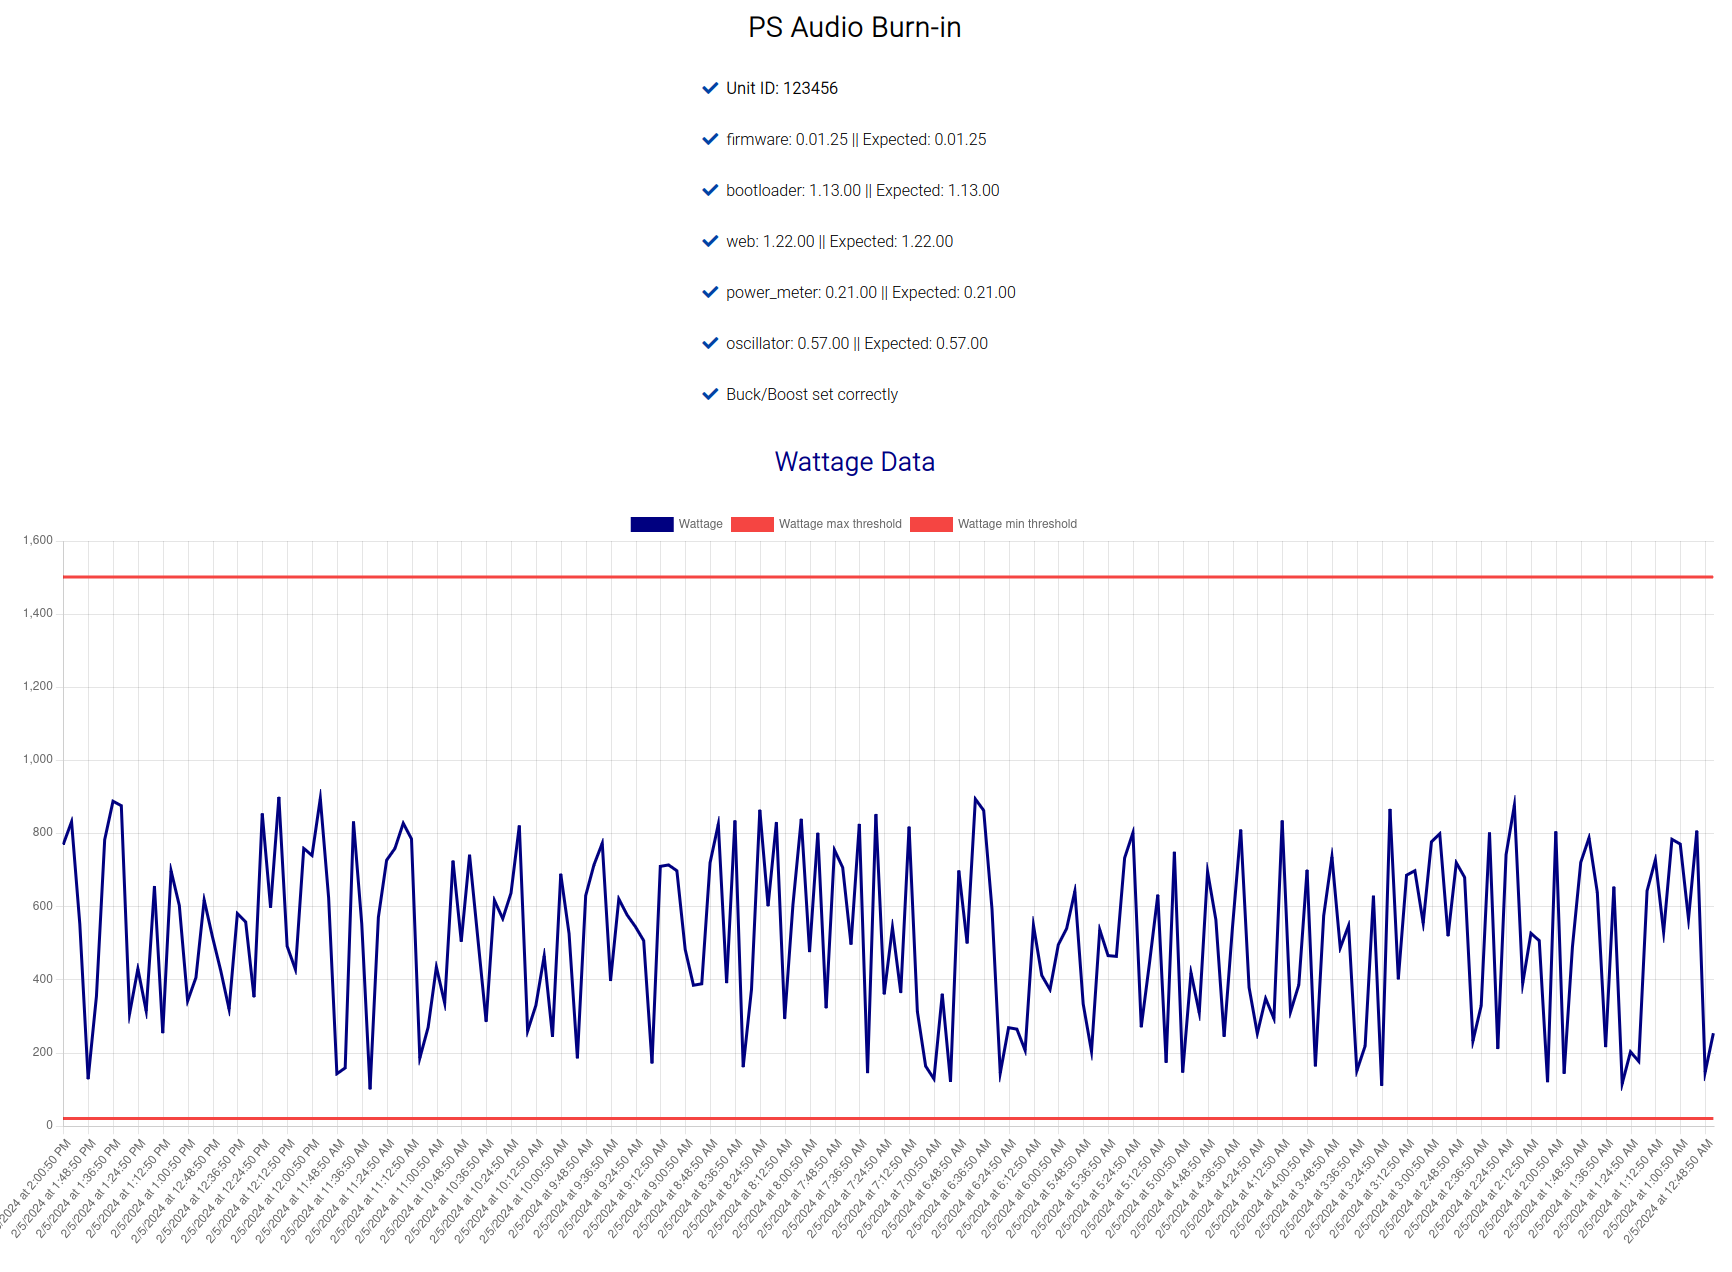 PS Audio Burn-in
Unit ID: 123456
firmware: 0.01.25 || Expected: 0.01.25
bootloader: 1.13.00 || Expected: 1.13.00
web: 1.22.00 || Expected: 1.22.00
power_meter: 0.21.00 || Expected: 0.21.00
oscillator: 0.57.00 || Expected: 0.57.00
Buck/Boost set correctly
Wattage Data
Wattage Wattage max threshold Wattage min threshold
1,600
1,400
1,200
1,000
800
600
400
200
0
/2024 at 2:00:50 PM
2/5/2024 at 1:48:50 PM
2/5/2024 at 1:36:50 PM
2/5/2024 at 1:24:50 PM
2/5/2024 at 1:12:50 PM
2/5/2024 at 1:00:50 PM
2/5/2024 at 12:48:50 PM
2/5/2024 at 12:36:50 PM
2/5/2024 at 12:24:50 PM
2/5/2024 at 12:12:50 PM
2/5/2024 at 12:00:50 PM
2/5/2024 at 11:48:50 AM
2/5/2024 at 11:36:50 AM
2/5/2024 at 11:24:50 AM
2/5/2024 at 11:12:50 AM
2/5/2024 at 11:00:50 AM
2/5/2024 at 10:48:50 AM
2/5/2024 at 10:36:50 AM
2/5/2024 at 10:24:50 AM
2/5/2024 at 10:12:50 AM
2/5/2024 at 10:00:50 AM
2/5/2024 at 9:48:50 AM
2/5/2024 at 9:36:50 AM
2/5/2024 at 9:24:50 AM
2/5/2024 at 9:12:50 AM
2/5/2024 at 9:00:50 AM
2/5/2024 at 8:48:50 AM
2/5/2024 at 8:36:50 AM
2/5/2024 at 8:24:50 AM
2/5/2024 at 8:12:50 AM
2/5/2024 at 8:00:50 AM
2/5/2024 at 7:48:50 AM
2/5/2024 at 7:36:50 AM
2/5/2024 at 7:24:50 AM
2/5/2024 at 7:12:50 AM
2/5/2024 at 7:00:50 AM
2/5/2024 at 6:48:50 AM
2/5/2024 at 6:36:50 AM
2/5/2024 at 6:24:50 AM
2/5/2024 at 6:12:50 AM
2/5/2024 at 6:00:50 AM
2/5/2024 at 5:48:50 AM
2/5/2024 at 5:36:50 AM
2/5/2024 at 5:24:50 AM
2/5/2024 at 5:12:50 AM
2/5/2024 at 5:00:50 AM
2/5/2024 at 4:48:50 AM
2/5/2024 at 4:36:50 AM
2/5/2024 at 4:24:50 AM
2/5/2024 at 4:12:50 AM
2/5/2024 at 4:00:50 AM
2/5/2024 at 3:48:50 AM
2/5/2024 at 3:36:50 AM
2/5/2024 at 3:24:50 AM
2/5/2024 at 3:12:50 AM
2/5/2024 at 3:00:50 AM
2/5/2024 at 2:48:50 AM
2/5/2024 at 2:36:50 AM
2/5/2024 at 2:24:50 AM
2/5/2024 at 2:12:50 AM
2/5/2024 at 2:00:50 AM
2/5/2024 at 1:48:50 AM
2/5/2024 at 1:36:50 AM
2/5/2024 at 1:24:50 AM
2/5/2024 at 1:12:50 AM
2/5/2024 at 1:00:50 AM
2/5/2024 at 12:48:50 AM